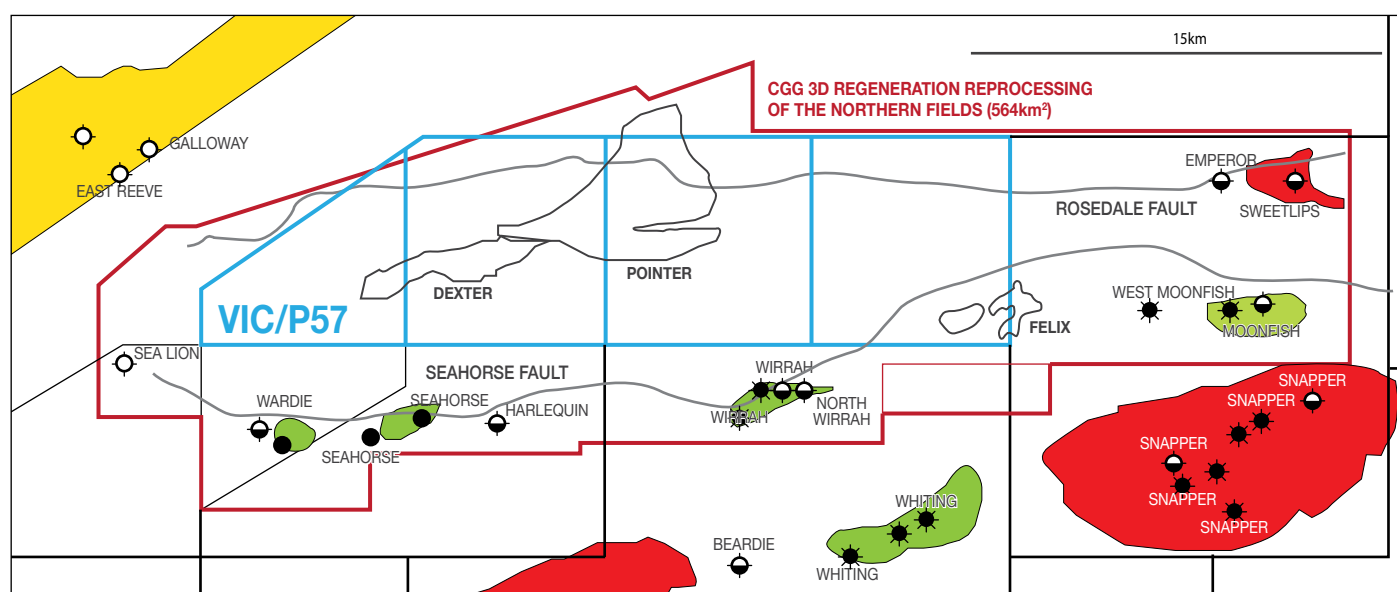 15km
CGG 3D REGENERATION REPROCESSING
OF THE NORTHERN FIELDS (564km²)
GALLOWAY
EAST REEVE
EMPEROR
SWEETLIPS
ROSEDALE FAULT
POINTER
DEXTER
VIC/P57
WEST MOONFISH
MOONFISH
FELIX
SEA LION
SEAHORSE FAULT
WIRRAH
WARDIE
SEAHORSE
HARLEQUIN
WIRRAH
NORTH
WIRRAH
SEAHORSE
SNAPPER
SNAPPER
SNAPPER
SNAPPER
SNAPPER
WHITING
BEARDIE
WHITING